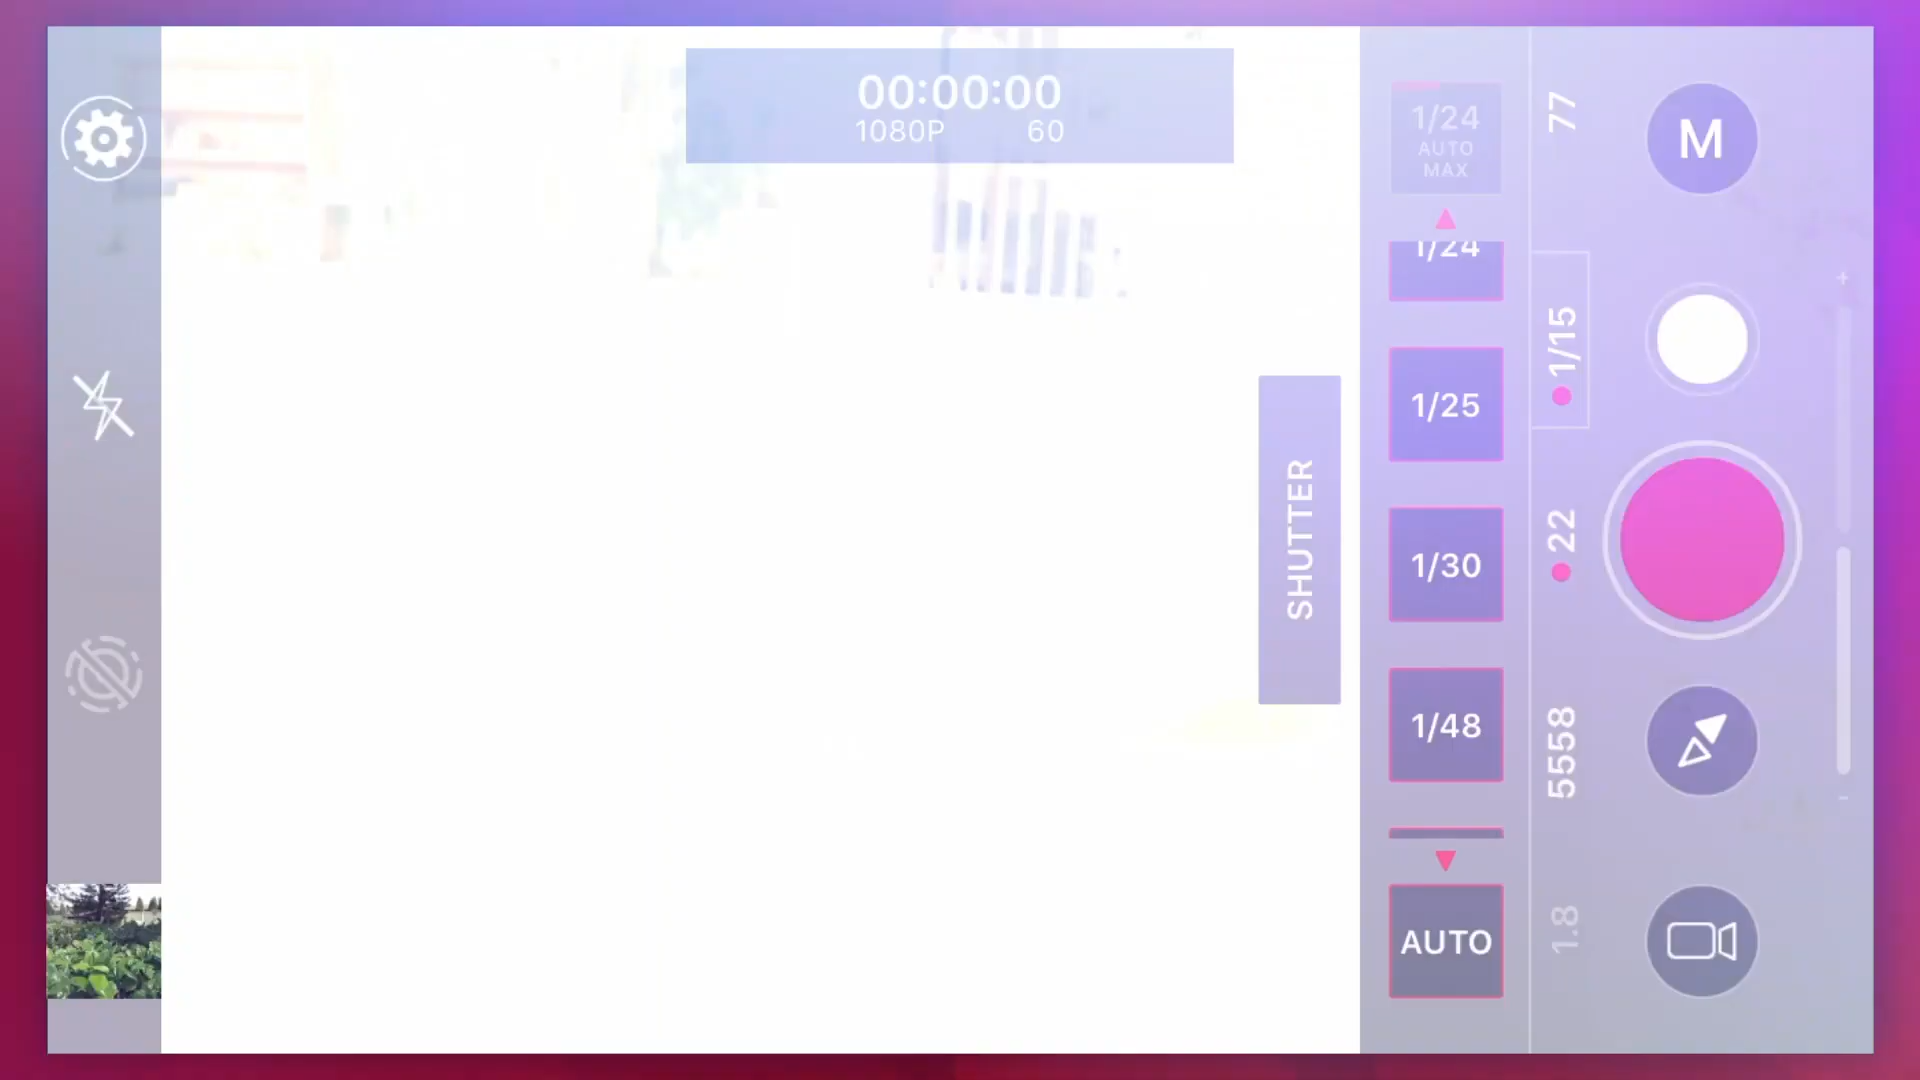 00:00:00
1080P 60
SHUTTER
1/24
AUTO
MAX
1/24
1/25
1/30
1/48
AUTO
77
1/15
22
5558
1.8
M
+
-